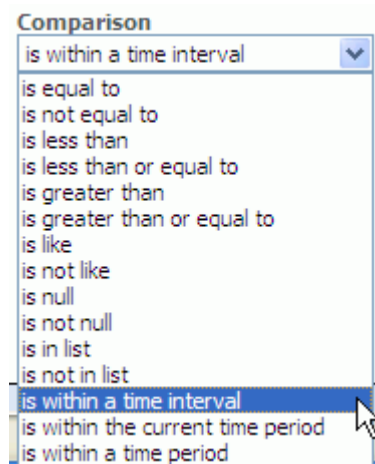 Comparison
is within a time interval
is equal to
is not equal to
is less than
is less than or equal to
is greater than
is greater than or equal to
is like
is not like
is null
is not null
is in list
is not in list
is within a time interval
is within the current time period
is within a time period